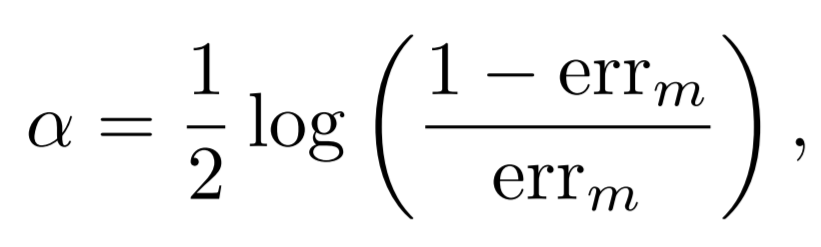 α = 1/2 log ( (1 − err_m) / err_m ) ,